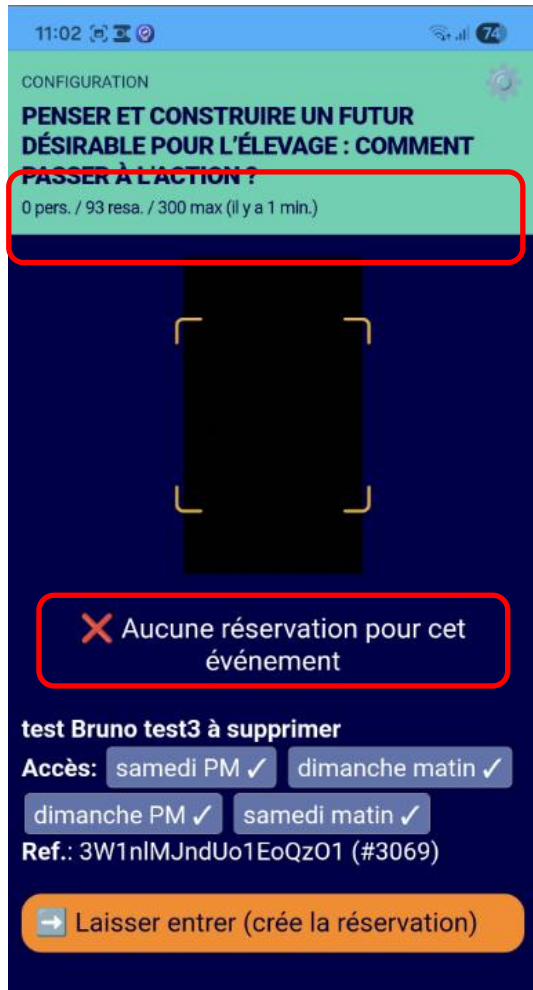 11:02 74
CONFIGURATION
PENSER ET CONSTRUIRE UN FUTUR
DÉSIRABLE POUR L’ÉLEVAGE : COMMENT
PASSER À L’ACTION ?
0 pers. / 93 resa. / 300 max (il y a 1 min.)
❌ Aucune réservation pour cet
événement
test Bruno test3 à supprimer
Accès: samedi PM ✓ dimanche matin ✓
dimanche PM ✓ samedi matin ✓
Ref.: 3W1nlMJndUo1EoQzO1 (#3069)
➡️ Laisser entrer (crée la réservation)